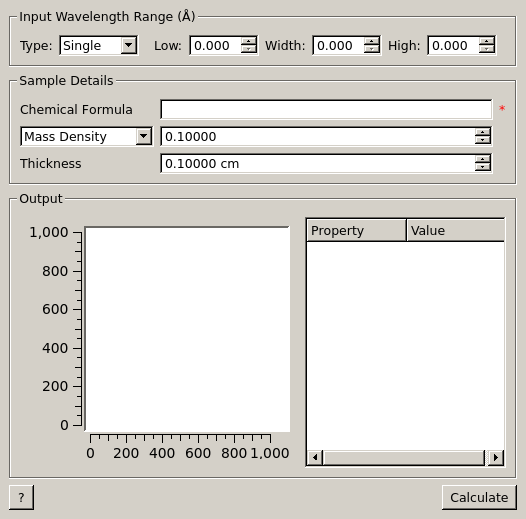 Input Wavelength Range (Å)
Type: Single Low: 0.000 Width: 0.000 High: 0.000
Sample Details
Chemical Formula *
Mass Density 0.10000
Thickness 0.10000 cm
Output
Property Value
1,000
800
600
400
200
0
0 200 400 600 800 1,000
? Calculate